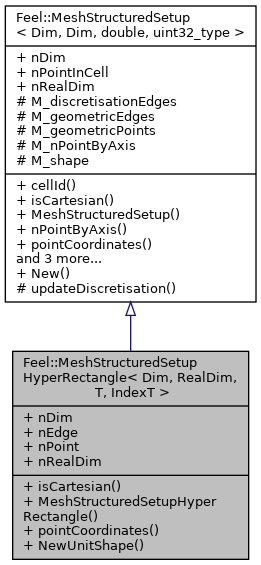 Feel::MeshStructuredSetup
< Dim, Dim, double, uint32_type >
+ nDim
+ nPointInCell
+ nRealDim
# M_discretisationEdges
# M_geometricEdges
# M_geometricPoints
# M_nPointByAxis
# M_shape
+ cellId()
+ isCartesian()
+ MeshStructuredSetup()
+ nPointByAxis()
+ pointCoordinates()
and 3 more...
+ New()
# updateDiscretisation()
Feel::MeshStructuredSetup
HyperRectangle< Dim, RealDim,
T, IndexT >
+ nDim
+ nEdge
+ nPoint
+ nRealDim
+ isCartesian()
+ MeshStructuredSetupHyper
Rectangle()
+ pointCoordinates()
+ NewUnitShape()